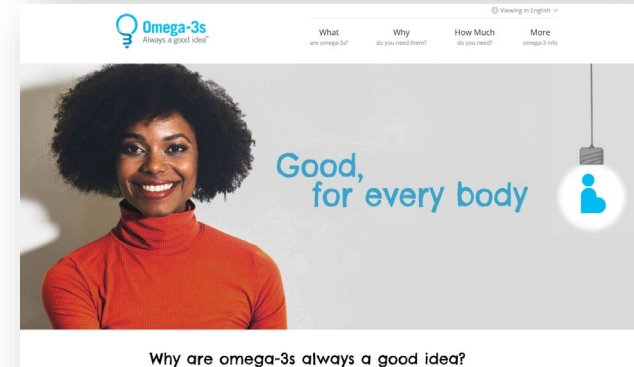 Viewing in English
Omega-3s
Always a good idea™
What
are omega-3s?
Why
do you need them?
How Much
do you need?
More
omega-3 info
Good,
for every body
Why are omega-3s always a good idea?